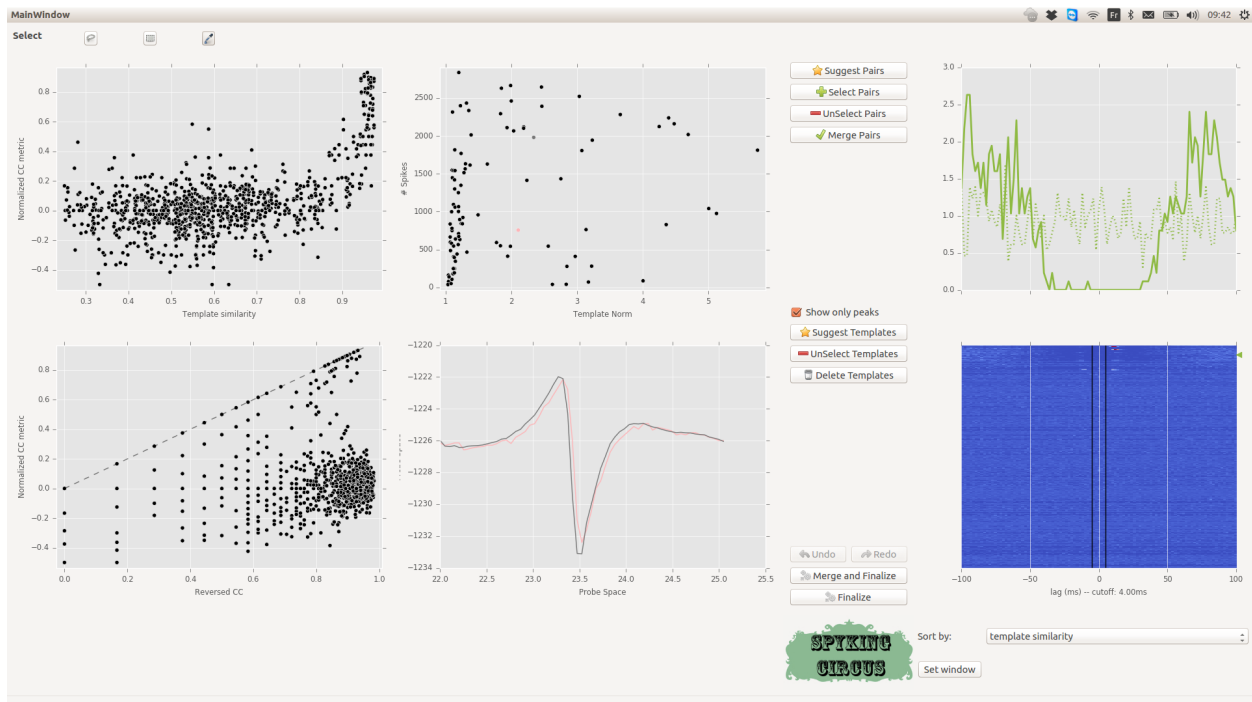 MainWindow
Fr
09:42
Select
Normalized CC metric
0.8
0.6
0.4
0.2
0.0
−0.2
−0.4
0.3 0.4 0.5 0.6 0.7 0.8 0.9
Template similarity
# Spikes
2500
2000
1500
1000
500
0
1 2 3 4 5
Template Norm
Suggest Pairs
Select Pairs
UnSelect Pairs
Merge Pairs
3.0
2.5
2.0
1.5
1.0
0.5
0.0
Normalized CC metric
0.8
0.6
0.4
0.2
0.0
−0.2
−0.4
0.0 0.2 0.4 0.6 0.8 1.0
Reversed CC
−1220
−1222
−1224
−1226
−1228
−1230
−1232
−1234
22.0 22.5 23.0 23.5 24.0 24.5 25.0 25.5
Probe Space
Show only peaks
Suggest Templates
UnSelect Templates
Delete Templates
Undo Redo
Merge and Finalize
Finalize
−100 −50 0 50 100
lag (ms) -- cutoff: 4.00ms
SPYKING
CIRCUS
Sort by: template similarity
Set window